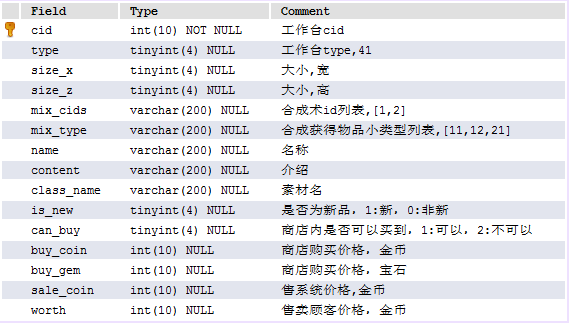 Field Type Comment
cid int(10) NOT NULL 工作台cid
type tinyint(4) NULL 工作台type,41
size_x tinyint(4) NULL 大小,宽
size_z tinyint(4) NULL 大小,高
mix_cids varchar(200) NULL 合成术id列表,[1,2]
mix_type varchar(200) NULL 合成获得物品小类型列表,[11,12,21]
name varchar(200) NULL 名称
content varchar(200) NULL 介绍
class_name varchar(200) NULL 素材名
is_new tinyint(4) NULL 是否为新品，1:新，0:非新
can_buy tinyint(4) NULL 商店内是否可以买到，1:可以，2:不可以
buy_coin int(10) NULL 商店购买价格，金币
buy_gem int(10) NULL 商店购买价格，宝石
sale_coin int(10) NULL 售系统价格,金币
worth int(10) NULL 售卖顾客价格，金币